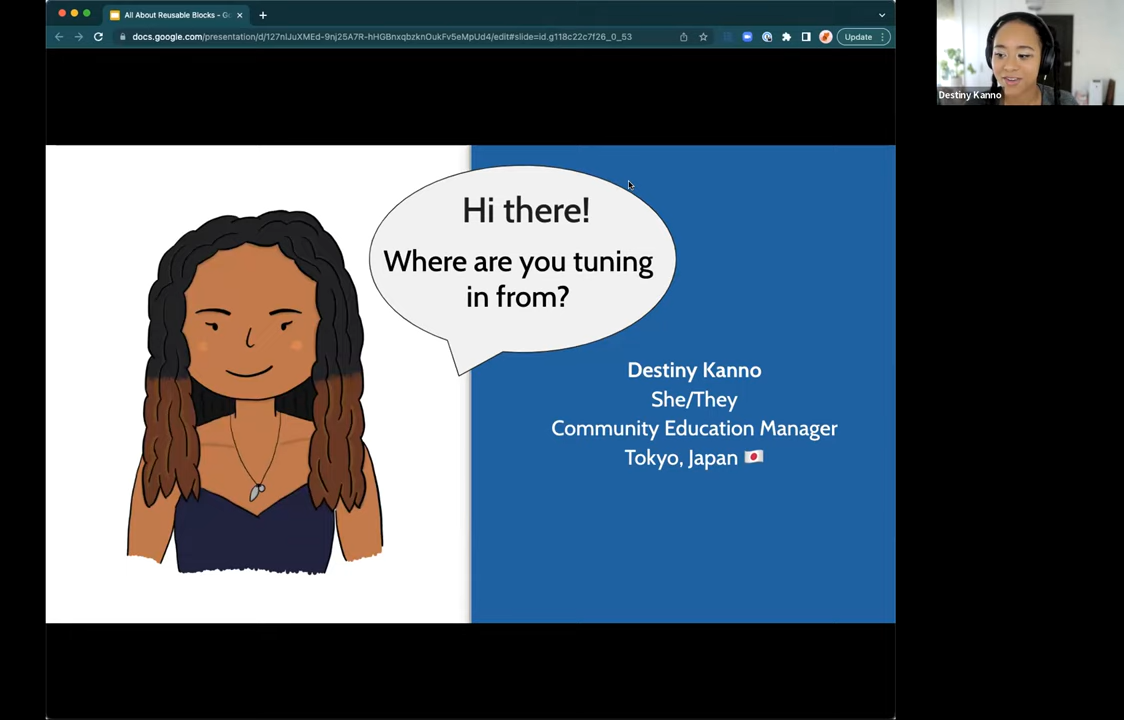 All About Reusable Blocks - Go
docs.google.com/presentation/d/127nIJuXMEd-9nj25A7R-hHGBnxqbzknOukFv5eMpUd4/edit#slide=id.g118c22c7f26_0_53
Update
Destiny Kanno
Hi there!
Where are you tuning
in from?
Destiny Kanno
She/They
Community Education Manager
Tokyo, Japan 🇯🇵